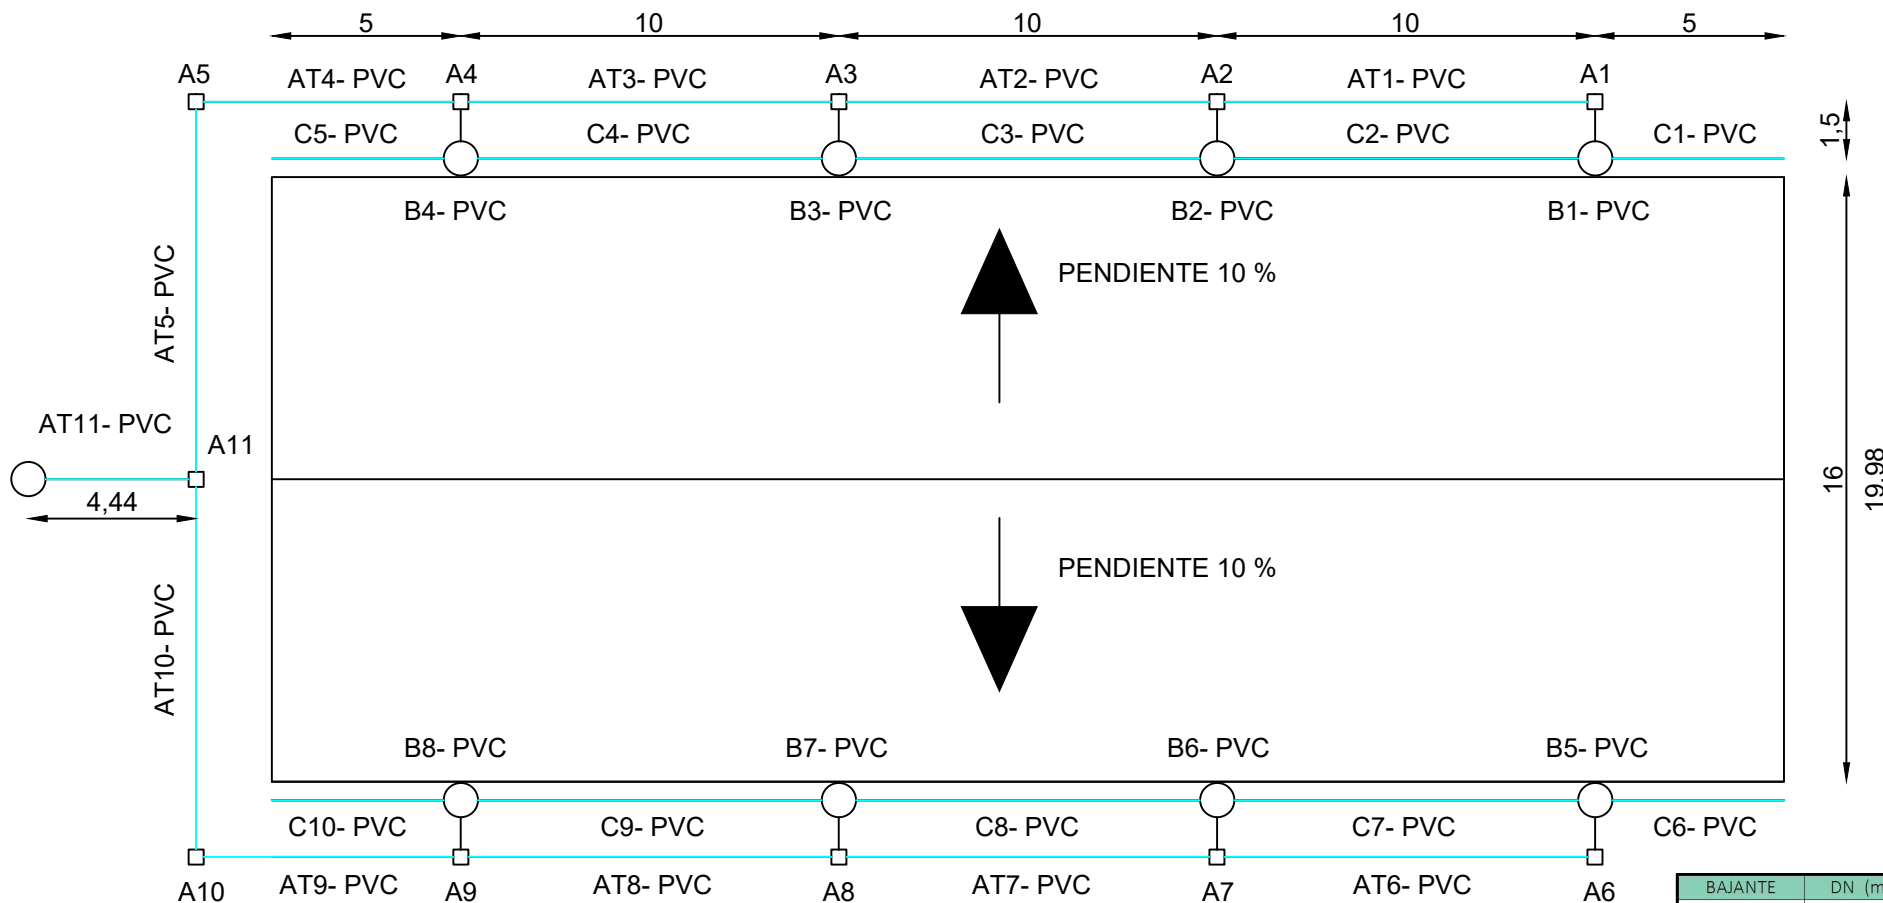 5 10 10 10 5
A5 AT4- PVC A4 AT3- PVC A3 AT2- PVC A2 AT1- PVC A1
C5- PVC C4- PVC C3- PVC C2- PVC C1- PVC
1,5
B4- PVC B3- PVC B2- PVC B1- PVC
AT5- PVC
PENDIENTE 10 %
AT11- PVC
A11
4,44
16
19,98
PENDIENTE 10 %
AT10- PVC
B8- PVC B7- PVC B6- PVC B5- PVC
C10- PVC C9- PVC C8- PVC C7- PVC C6- PVC
A10 AT9- PVC A9 AT8- PVC A8 AT7- PVC A7 AT6- PVC A6
BAJANTE DN (m